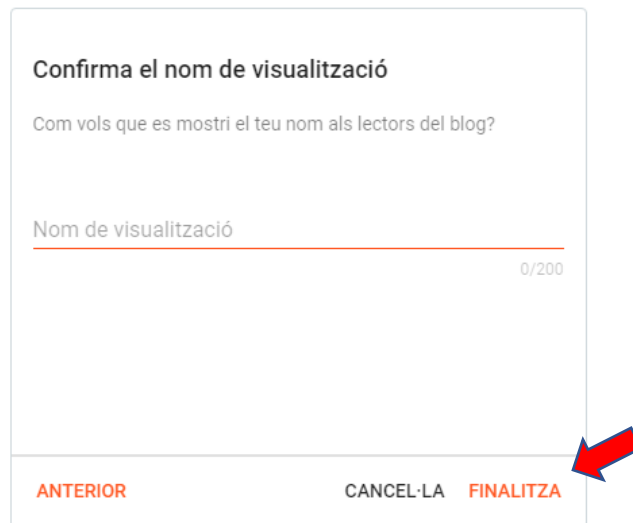 Confirma el nom de visualització
Com vols que es mostri el teu nom als lectors del blog?
Nom de visualització
0/200
ANTERIOR CANCEL·LA FINALITZA